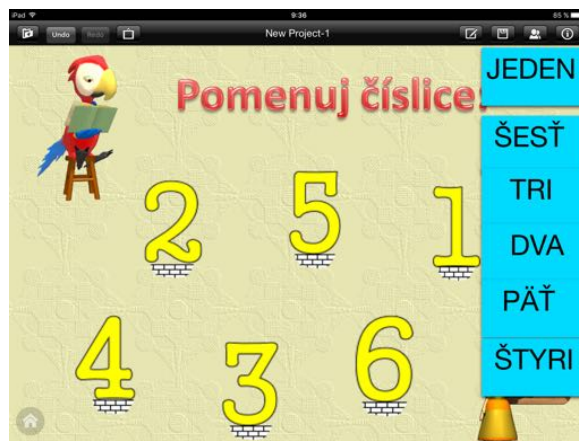 iPad 9:36 85 %
Undo Redo New Project-1
Pomenuj číslice:
JEDEN
ŠESŤ
TRI
DVA
PÄŤ
ŠTYRI
2 5 1
4 3 6